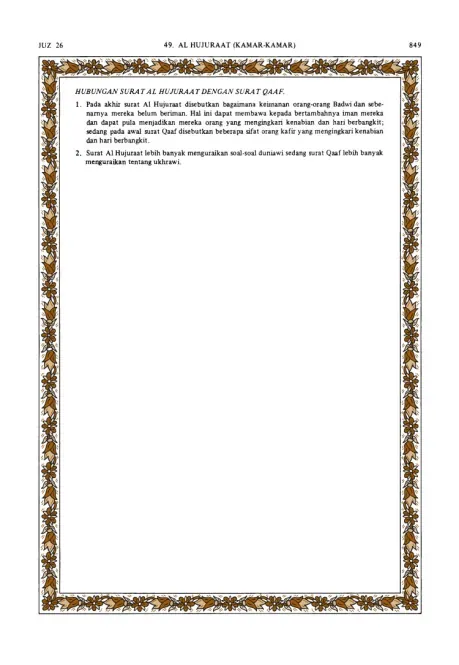 JUZ 26 49. AL HUJURAAT (KAMAR-KAMAR) 849
HUBUNGAN SURAT AL HUJURAAT DENGAN SURAT QAAF.
1. Pada akhir surat Al Hujuraat disebutkan bagaimana keimanan orang-orang Badwi dan sebe-
narnya mereka belum beriman. Hal ini dapat membawa kepada bertambahnya iman mereka
dan dapat pula menjadikan mereka orang yang mengingkari kenabian dan hari berbangkit;
sedang pada awal surat Qaaf disebutkan beberapa sifat orang kafir yang mengingkari kenabian
dan hari berbangkit.
2. Surat Al Hujuraat lebih banyak menguraikan soal-soal duniawi sedang surat Qaaf lebih banyak
menguraikan tentang ukhrawi.